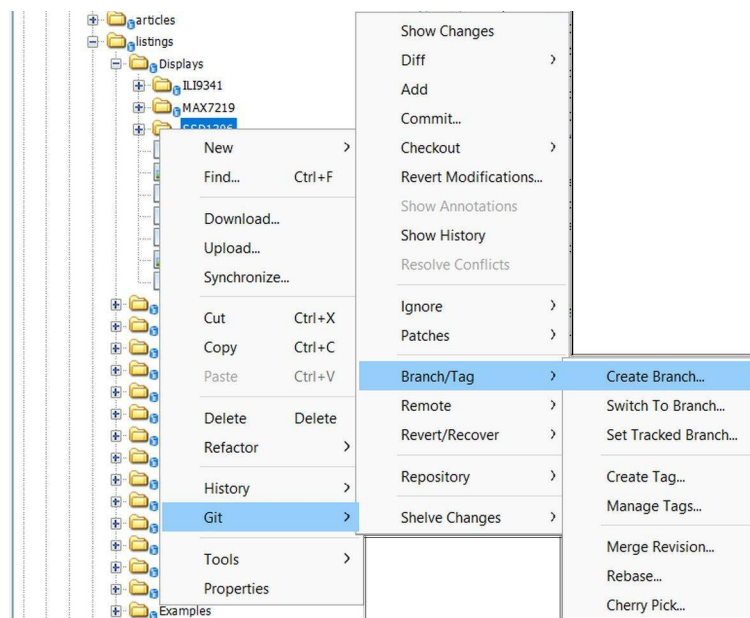 articles
listings
Displays
ILI9341
MAX7219
SSD1306
New
Find... Ctrl+F
Download...
Upload...
Synchronize...
Cut Ctrl+X
Copy Ctrl+C
Paste Ctrl+V
Delete Delete
Refactor
History
Git
Tools
Properties
Examples
Show Changes
Diff
Add
Commit...
Checkout
Revert Modifications...
Show Annotations
Show History
Resolve Conflicts
Ignore
Patches
Branch/Tag
Remote
Revert/Recover
Repository
Shelve Changes
Create Branch...
Switch To Branch...
Set Tracked Branch...
Create Tag...
Manage Tags...
Merge Revision...
Rebase...
Cherry Pick...